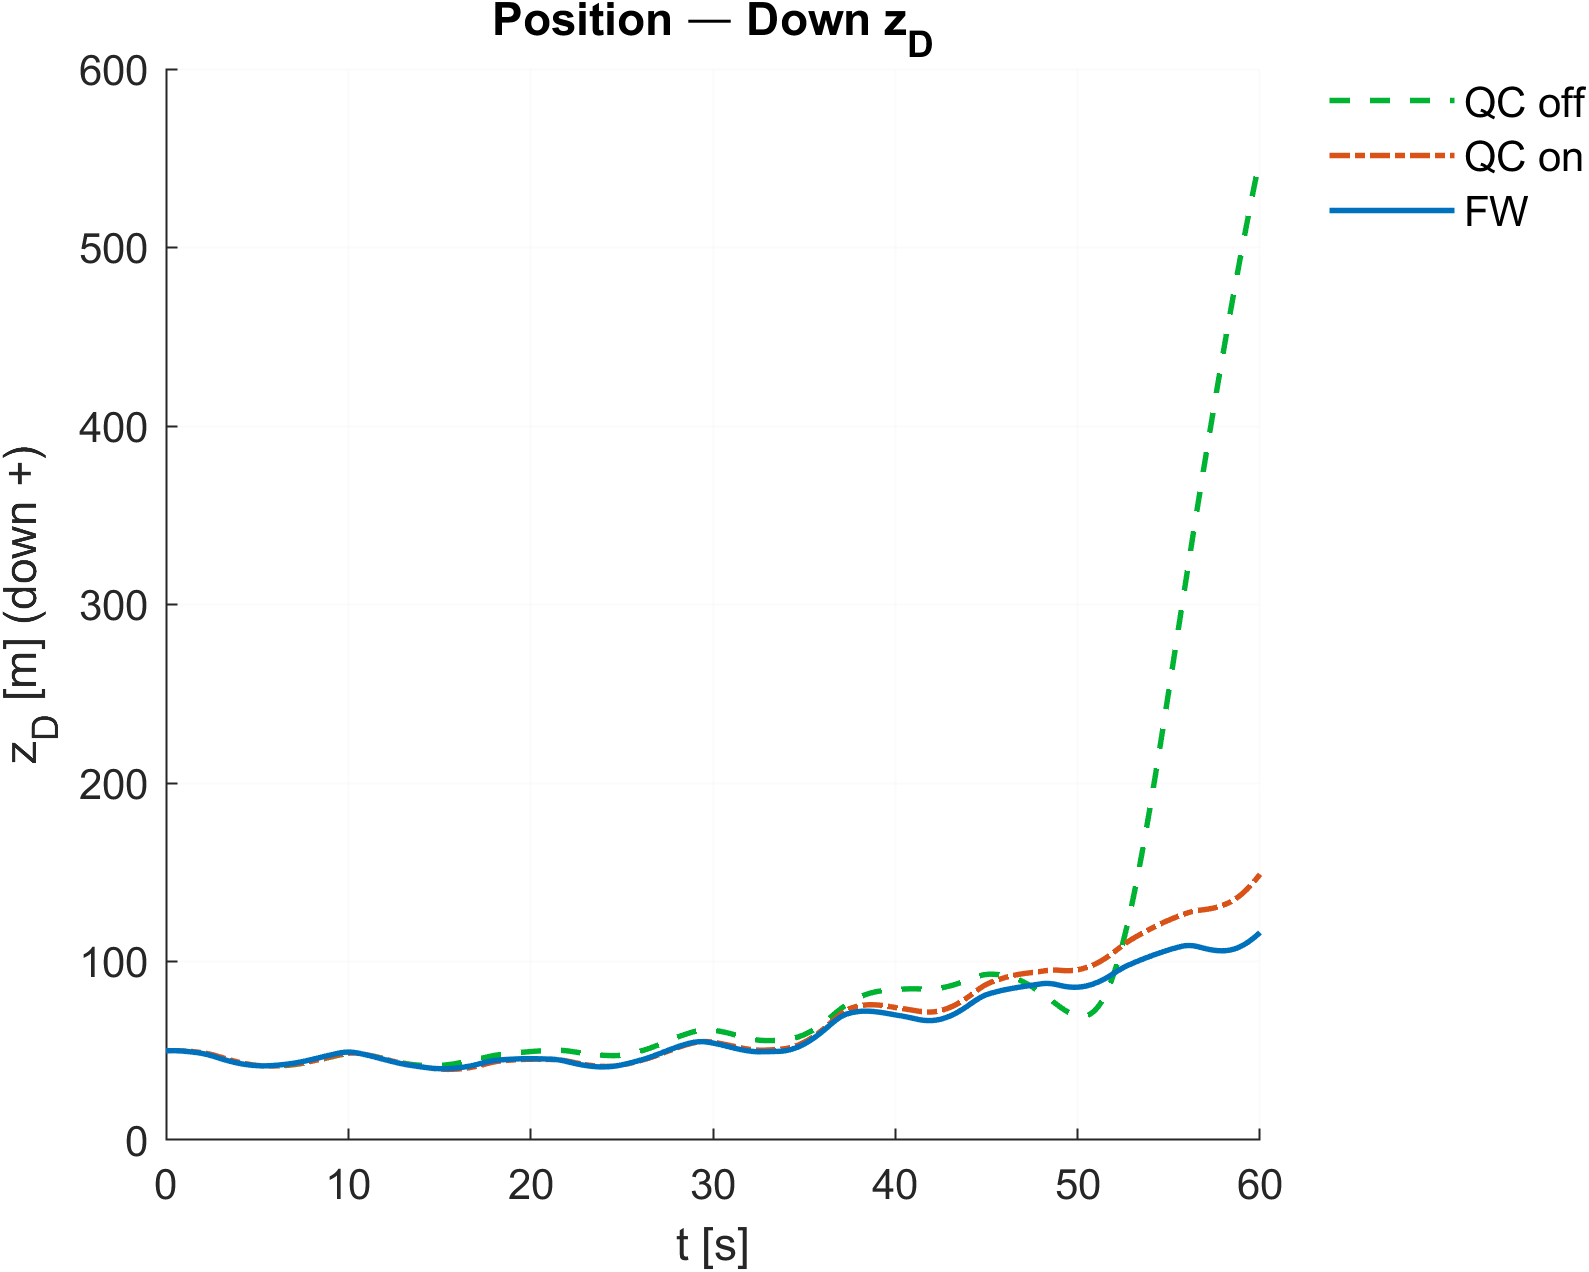 Position — Down z_D
600
500
400
300
200
100
0
z_D [m] (down +)
0 10 20 30 40 50 60
t [s]
QC off
QC on
FW